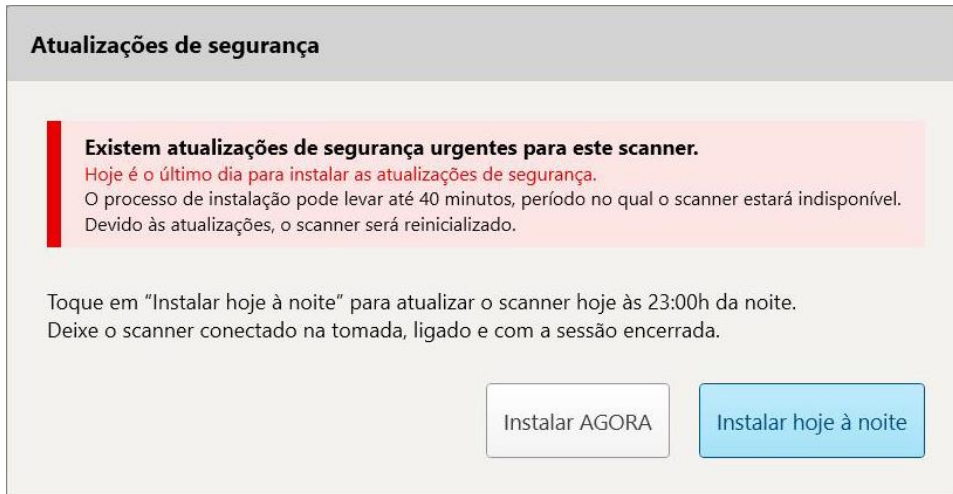 Atualizações de segurança
Existem atualizações de segurança urgentes para este scanner.
Hoje é o último dia para instalar as atualizações de segurança.
O processo de instalação pode levar até 40 minutos, período no qual o scanner estará indisponível.
Devido às atualizações, o scanner será reinicializado.
Toque em “Instalar hoje à noite” para atualizar o scanner hoje às 23:00h da noite.
Deixe o scanner conectado na tomada, ligado e com a sessão encerrada.
Instalar AGORA
Instalar hoje à noite